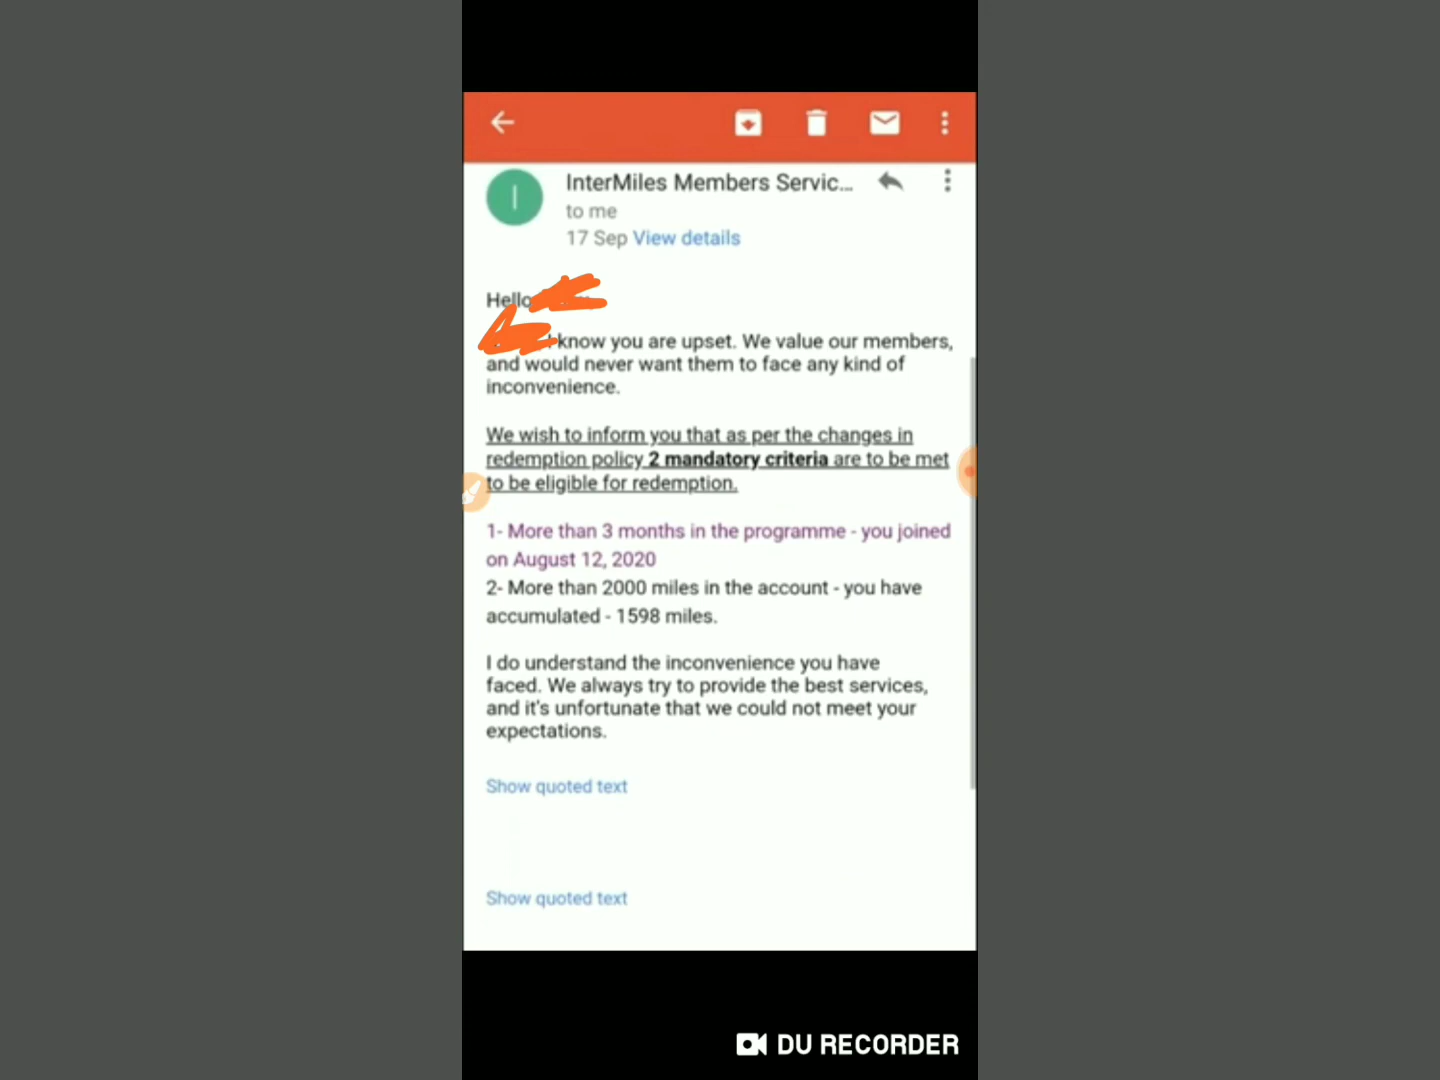 InterMiles Members Servic...
to me
17 Sep View details
Hello
know you are upset. We value our members,
and would never want them to face any kind of
inconvenience.
We wish to inform you that as per the changes in
redemption policy 2 mandatory criteria are to be met
to be eligible for redemption.
1- More than 3 months in the programme - you joined
on August 12, 2020
2- More than 2000 miles in the account - you have
accumulated - 1598 miles.
I do understand the inconvenience you have
faced. We always try to provide the best services,
and it's unfortunate that we could not meet your
expectations.
Show quoted text
Show quoted text
DU RECORDER